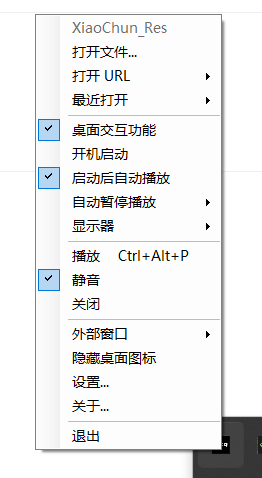 XiaoChun_Res
打开文件...
打开 URL
最近打开
桌面交互功能
开机启动
启动后自动播放
自动暂停播放
显示器
播放 Ctrl+Alt+P
静音
关闭
外部窗口
隐藏桌面图标
设置...
关于...
退出